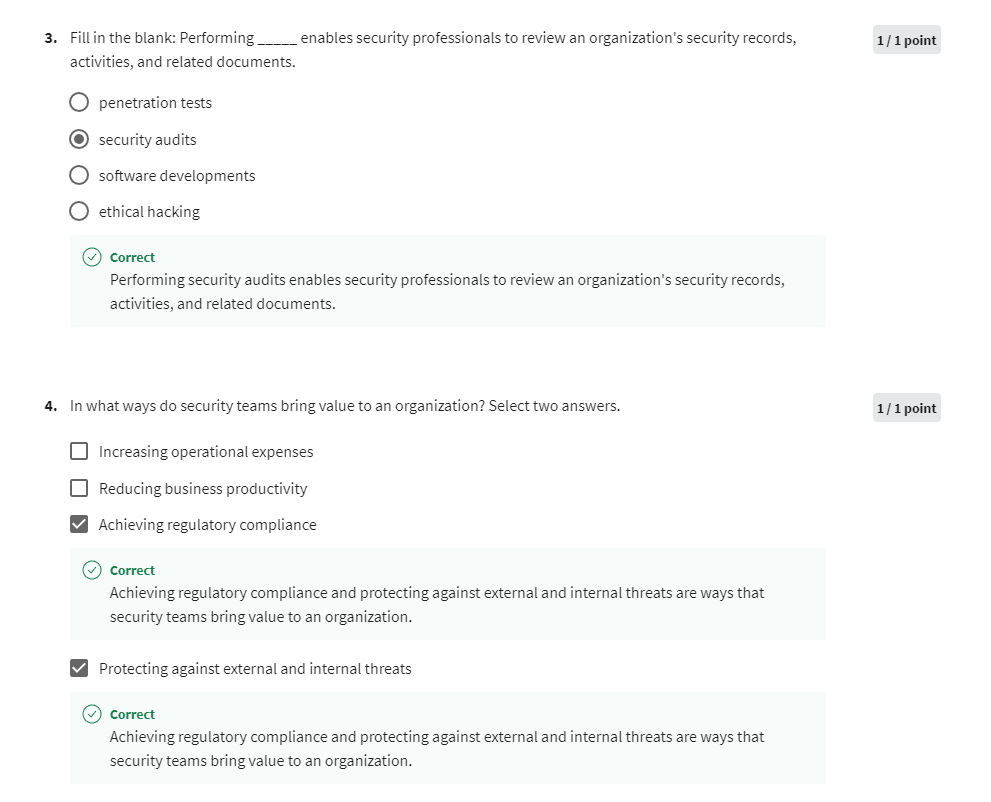 3. Fill in the blank: Performing _____ enables security professionals to review an organization's security records, 1 / 1 point
activities, and related documents.
penetration tests
security audits
software developments
ethical hacking
Correct
Performing security audits enables security professionals to review an organization's security records,
activities, and related documents.
4. In what ways do security teams bring value to an organization? Select two answers. 1 / 1 point
Increasing operational expenses
Reducing business productivity
Achieving regulatory compliance
Correct
Achieving regulatory compliance and protecting against external and internal threats are ways that
security teams bring value to an organization.
Protecting against external and internal threats
Correct
Achieving regulatory compliance and protecting against external and internal threats are ways that
security teams bring value to an organization.